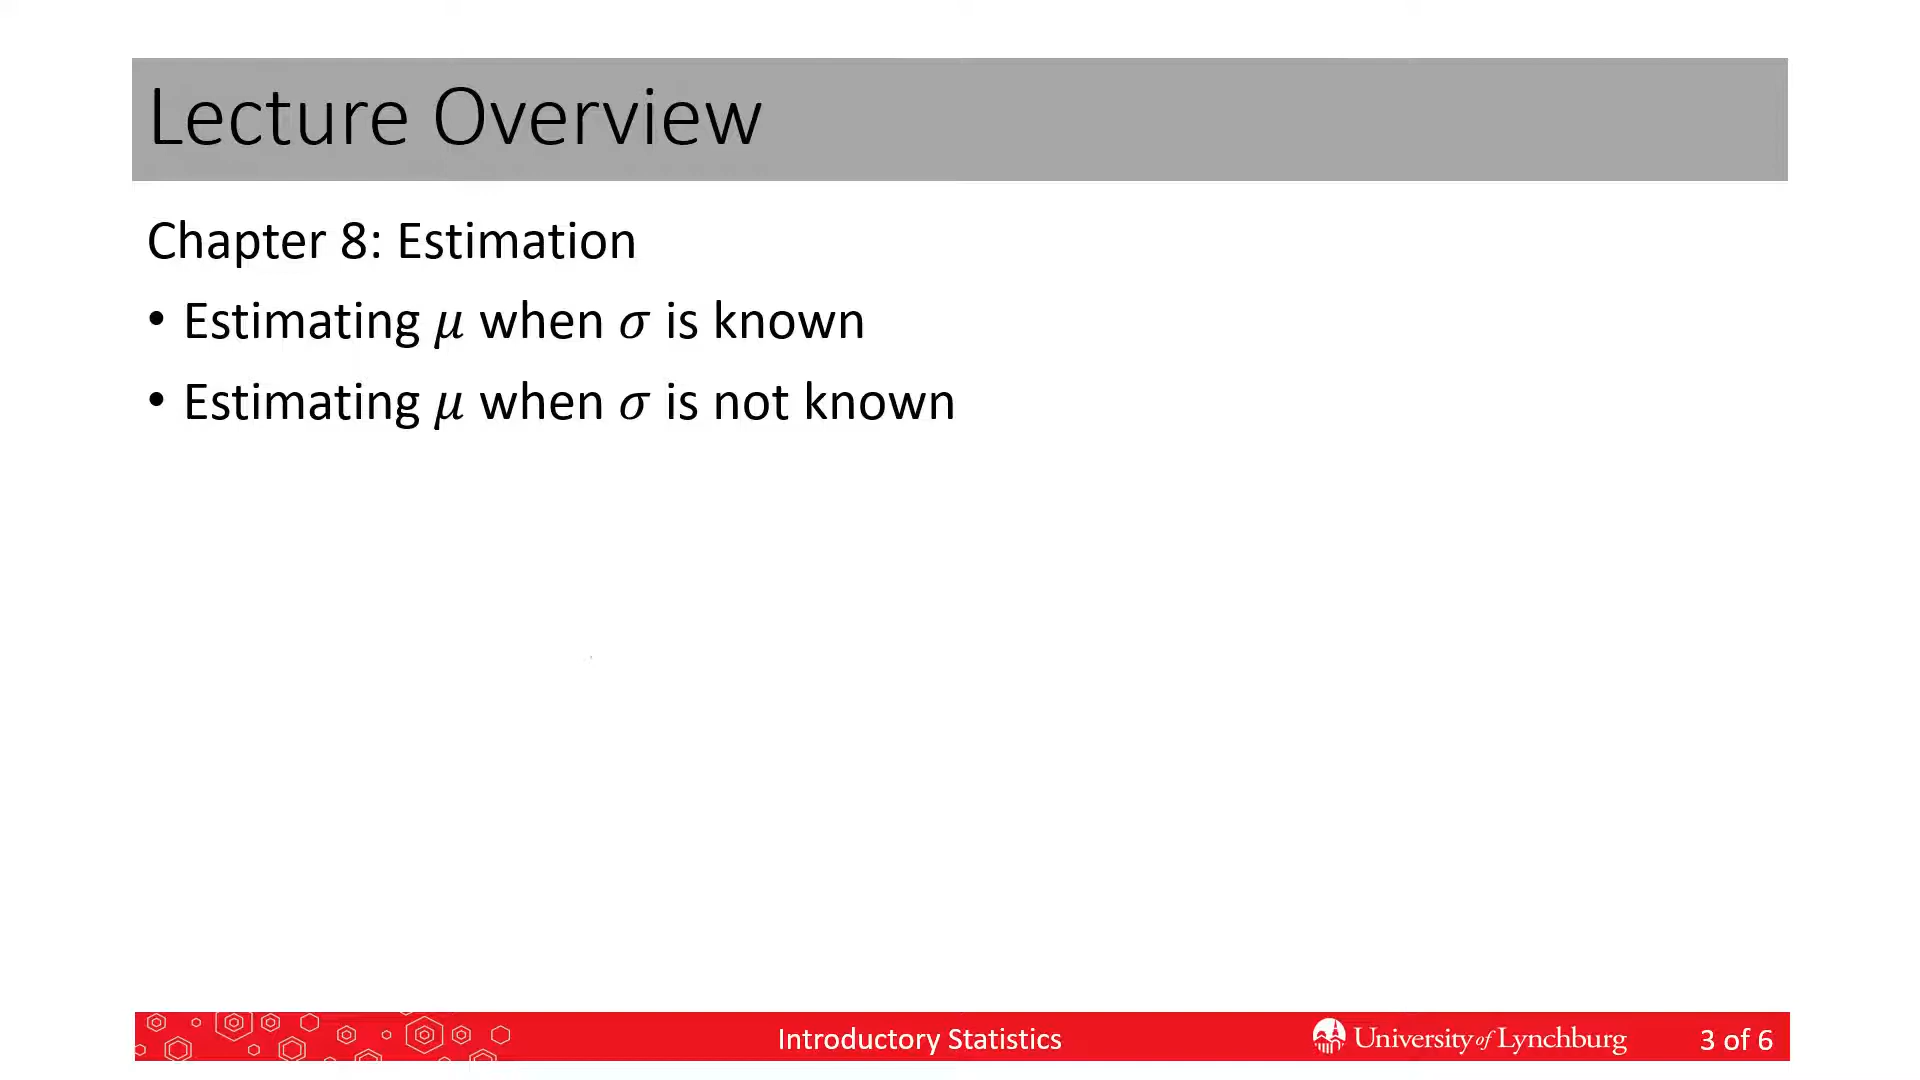 Lecture Overview
Chapter 8: Estimation
• Estimating 𝜇 when 𝜎 is known
• Estimating 𝜇 when 𝜎 is not known
Introductory Statistics
University of Lynchburg
3 of 6